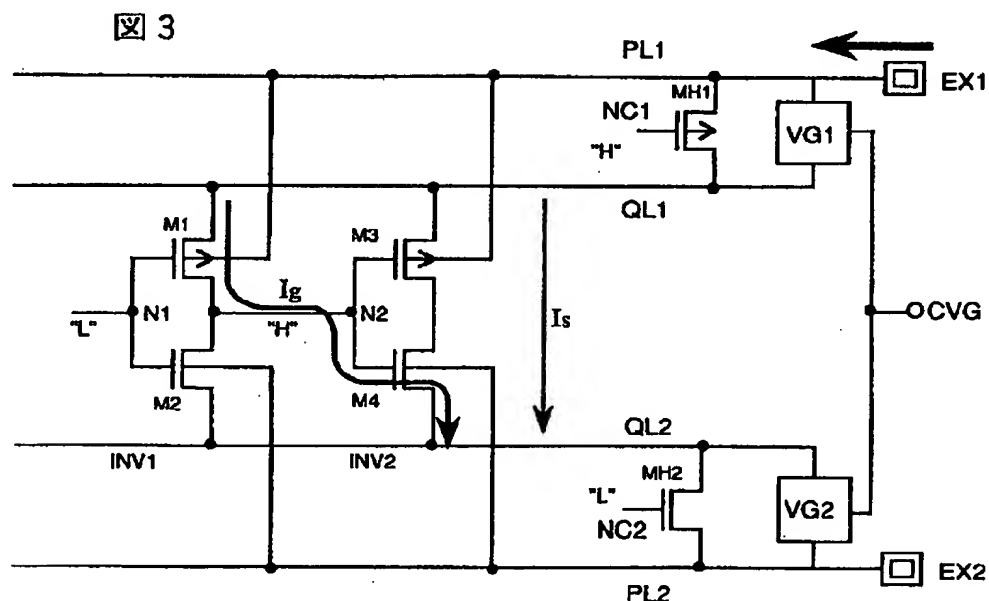 図 3
PL1
EX1
MH1
NC1
"H"
VG1
QL1
M1
M3
Ig
Is
N1
"L"
"H"
N2
CVG
M2
M4
QL2
INV1
INV2
MH2
"L"
NC2
VG2
EX2
PL2